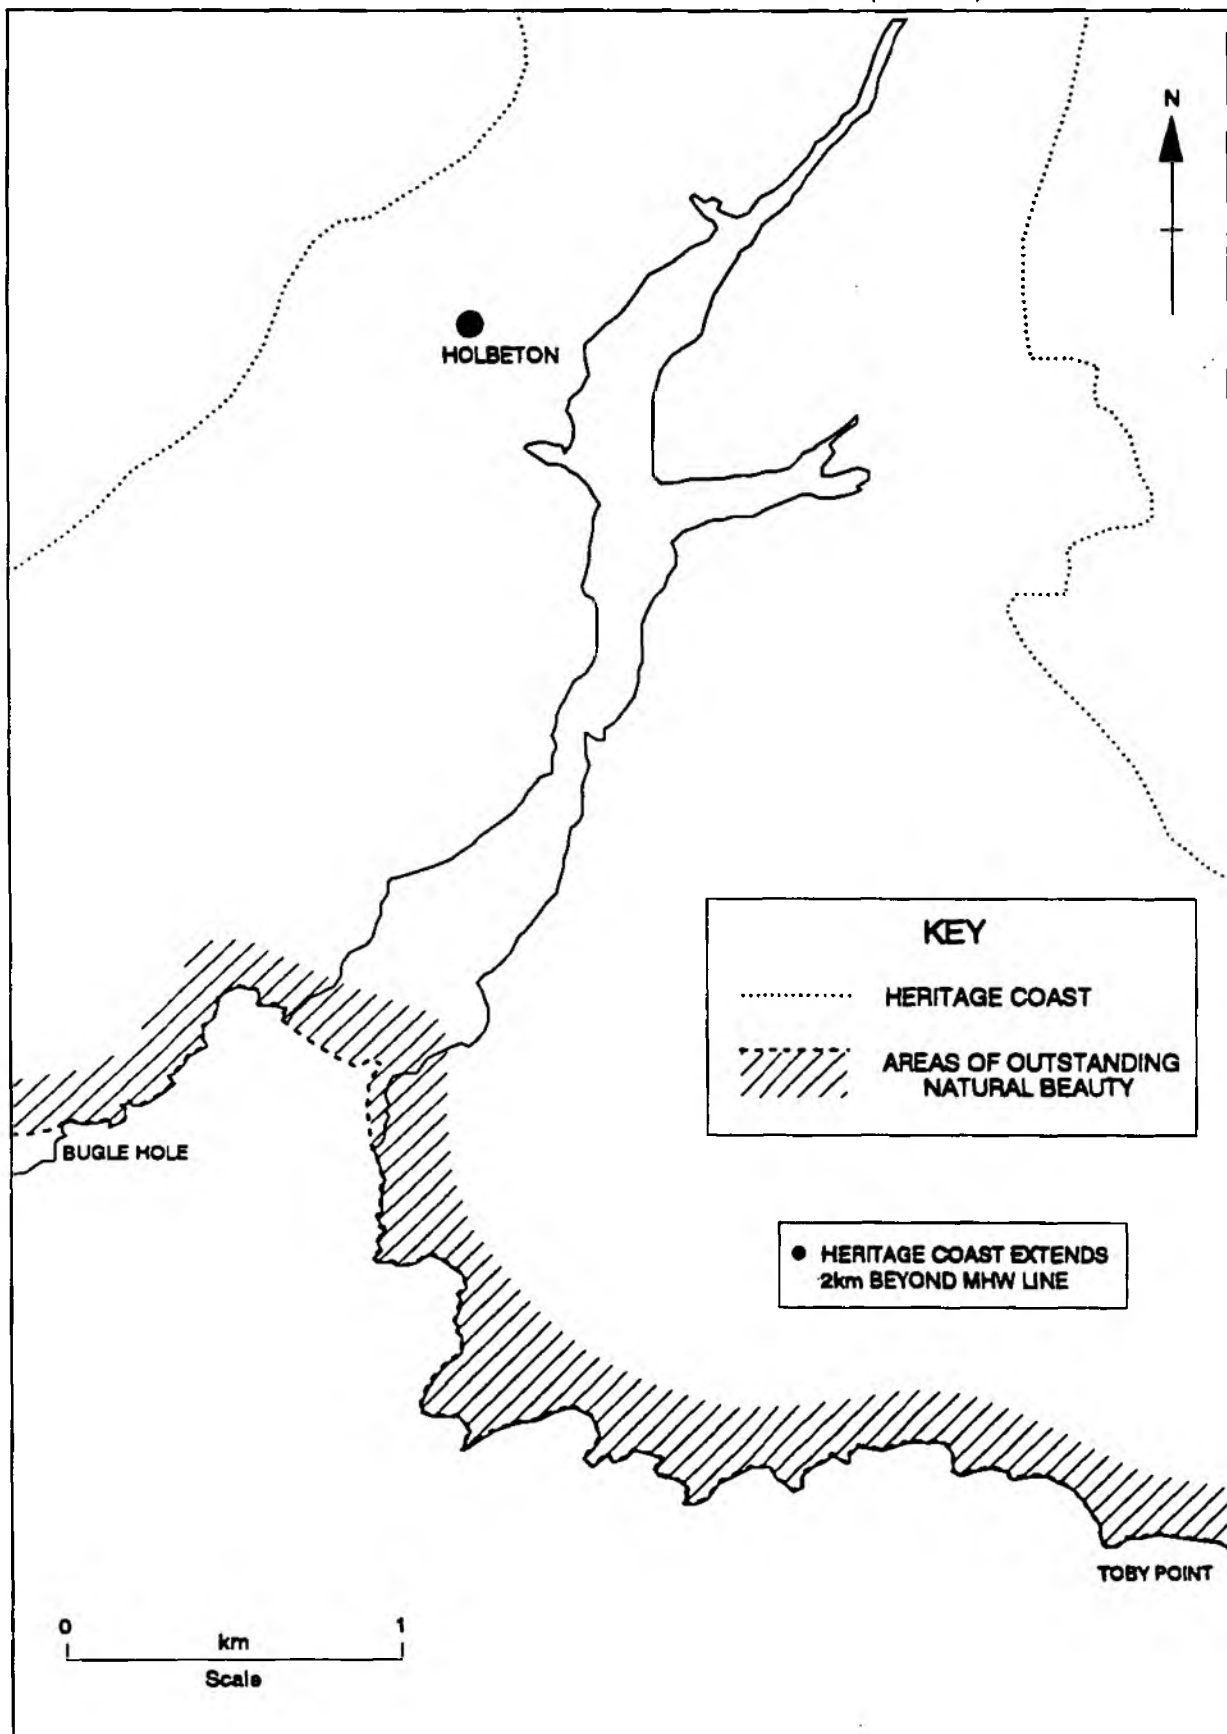 N
HOLBETON
KEY
HERITAGE COAST
AREAS OF OUTSTANDING
NATURAL BEAUTY
BUGLE HOLE
● HERITAGE COAST EXTENDS
2km BEYOND MHW LINE
TOBY POINT
0 1
km
Scale